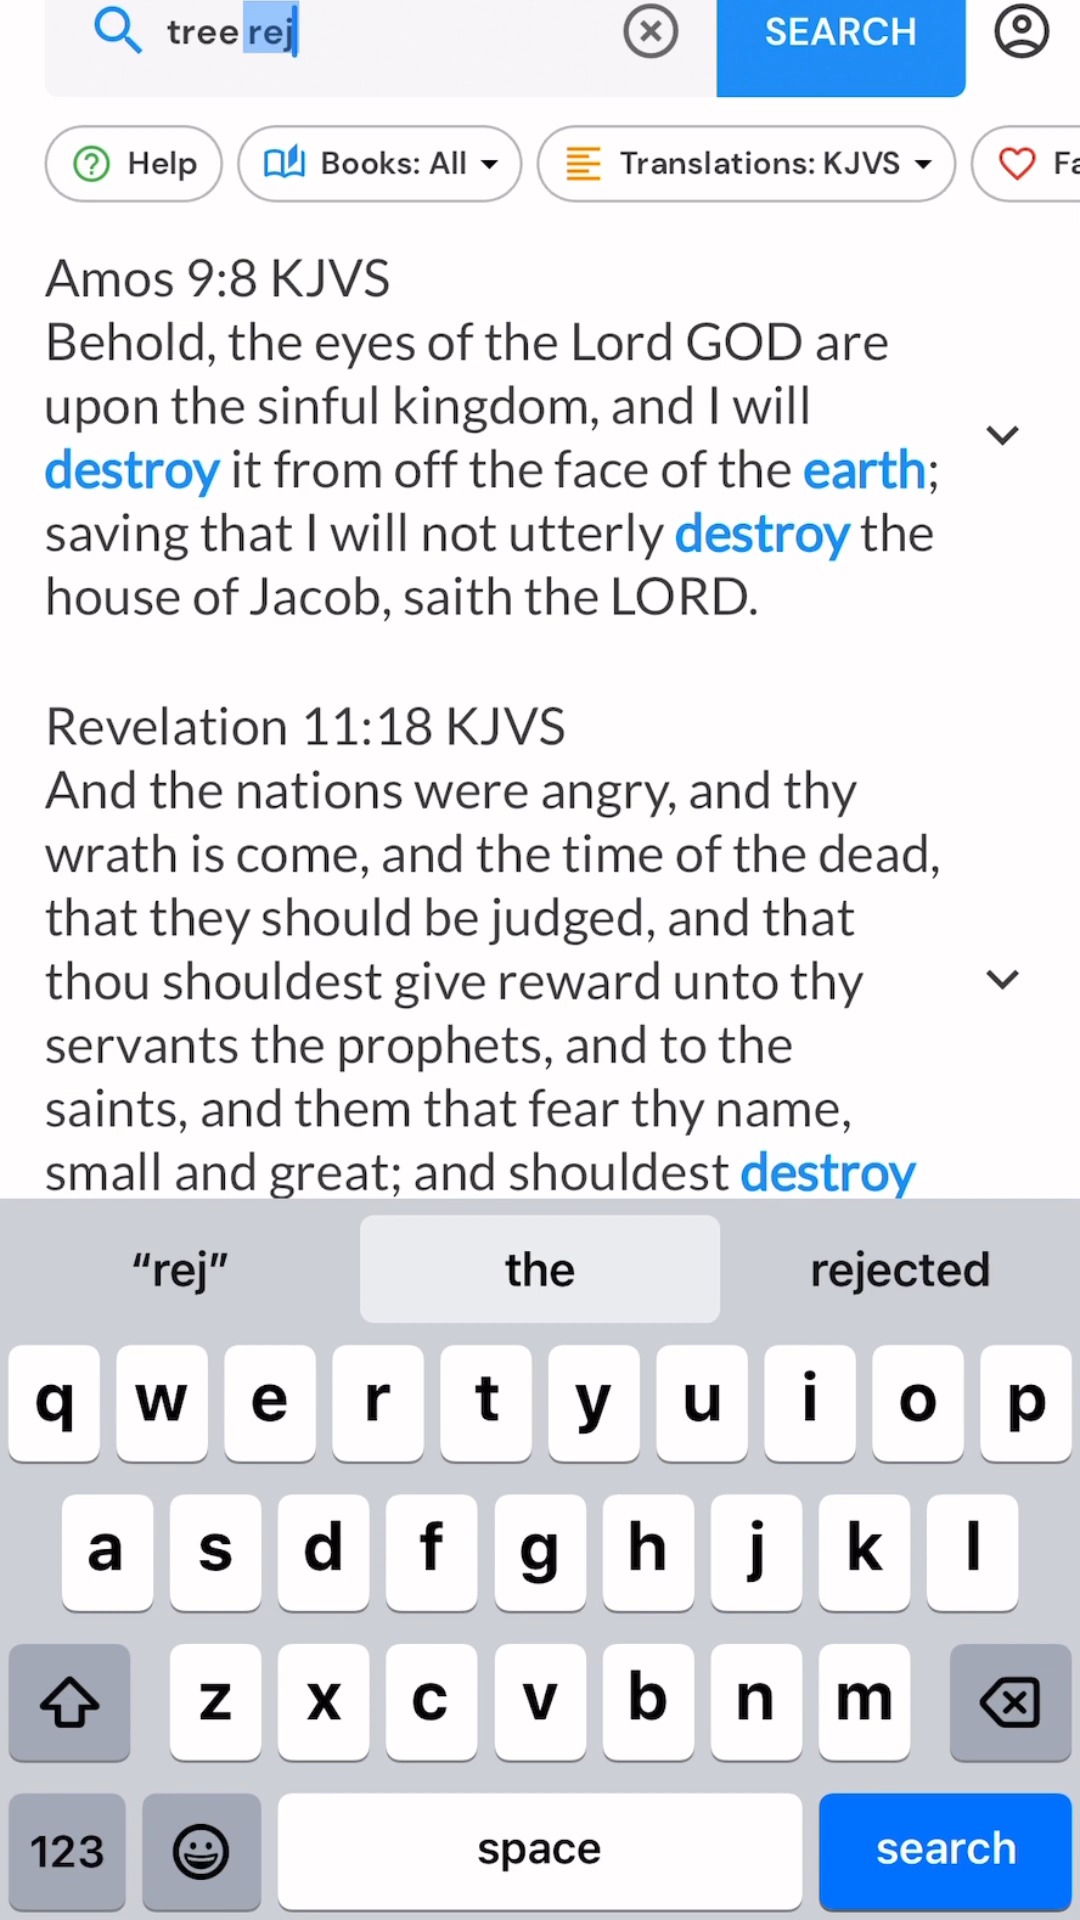 tree rej
SEARCH
Help
Books: All
Translations: KJVS
Fa
Amos 9:8 KJVS
Behold, the eyes of the Lord GOD are
upon the sinful kingdom, and I will
destroy it from off the face of the earth;
saving that I will not utterly destroy the
house of Jacob, saith the LORD.
Revelation 11:18 KJVS
And the nations were angry, and thy
wrath is come, and the time of the dead,
that they should be judged, and that
thou shouldest give reward unto thy
servants the prophets, and to the
saints, and them that fear thy name,
small and great; and shouldest destroy
“rej” the rejected
q w e r t y u i o p
a s d f g h j k l
z x c v b n m
123 space search